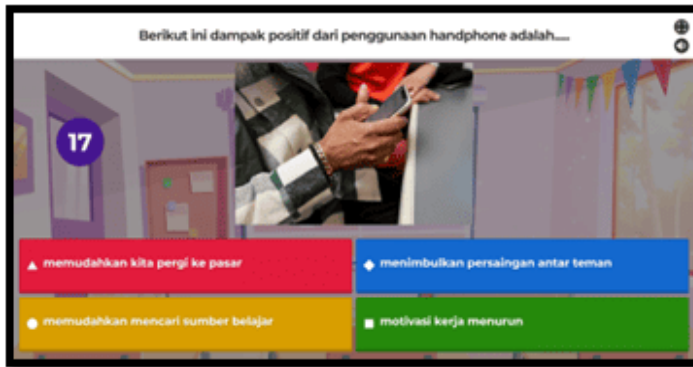 Berikut ini dampak positif dari penggunaan handphone adalah.....
17
memudahkan kita pergi ke pasar
menimbulkan persaingan antar teman
memudahkan mencari sumber belajar
motivasi kerja menurun